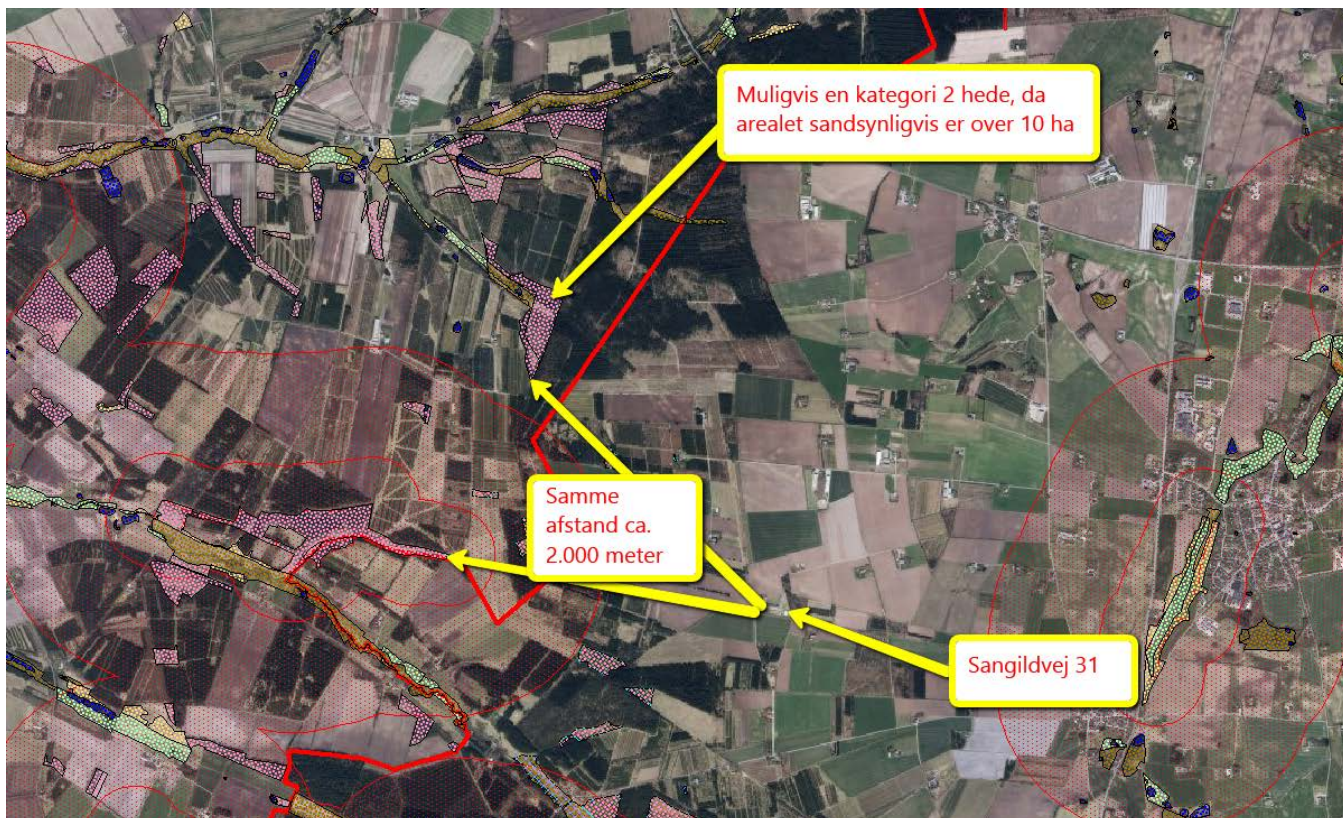 Muligvis en kategori 2 hede, da
arealet sandsynligvis er over 10 ha
Samme
afstand ca.
2.000 meter
Sangildvej 31